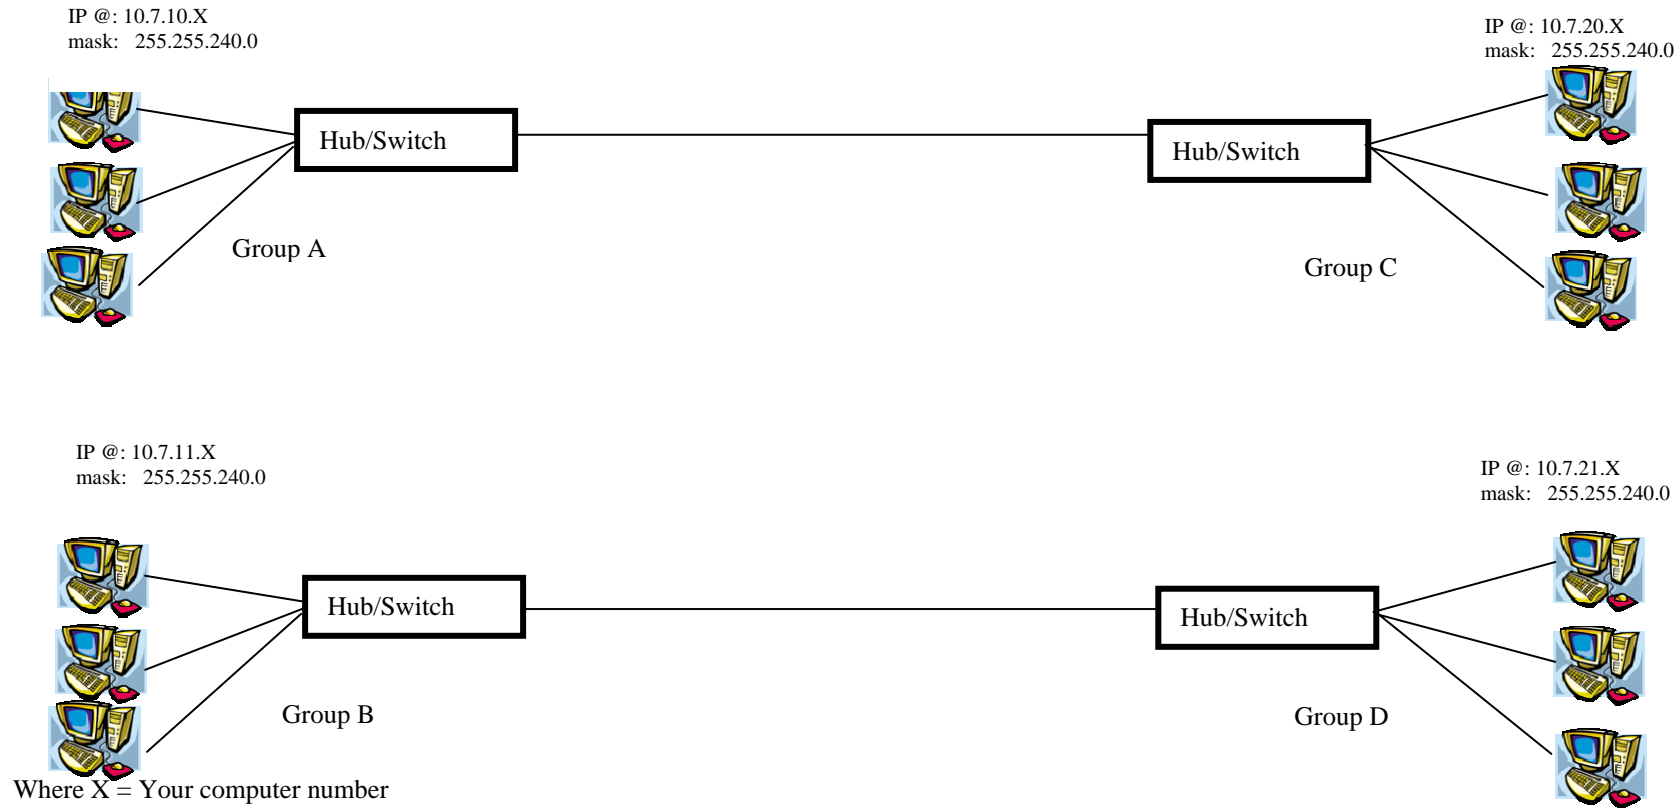 IP @: 10.7.10.X
mask: 255.255.240.0
IP @: 10.7.20.X
mask: 255.255.240.0
Hub/Switch
Hub/Switch
Group A
Group C
IP @: 10.7.11.X
mask: 255.255.240.0
IP @: 10.7.21.X
mask: 255.255.240.0
Hub/Switch
Hub/Switch
Group B
Group D
Where X = Your computer number